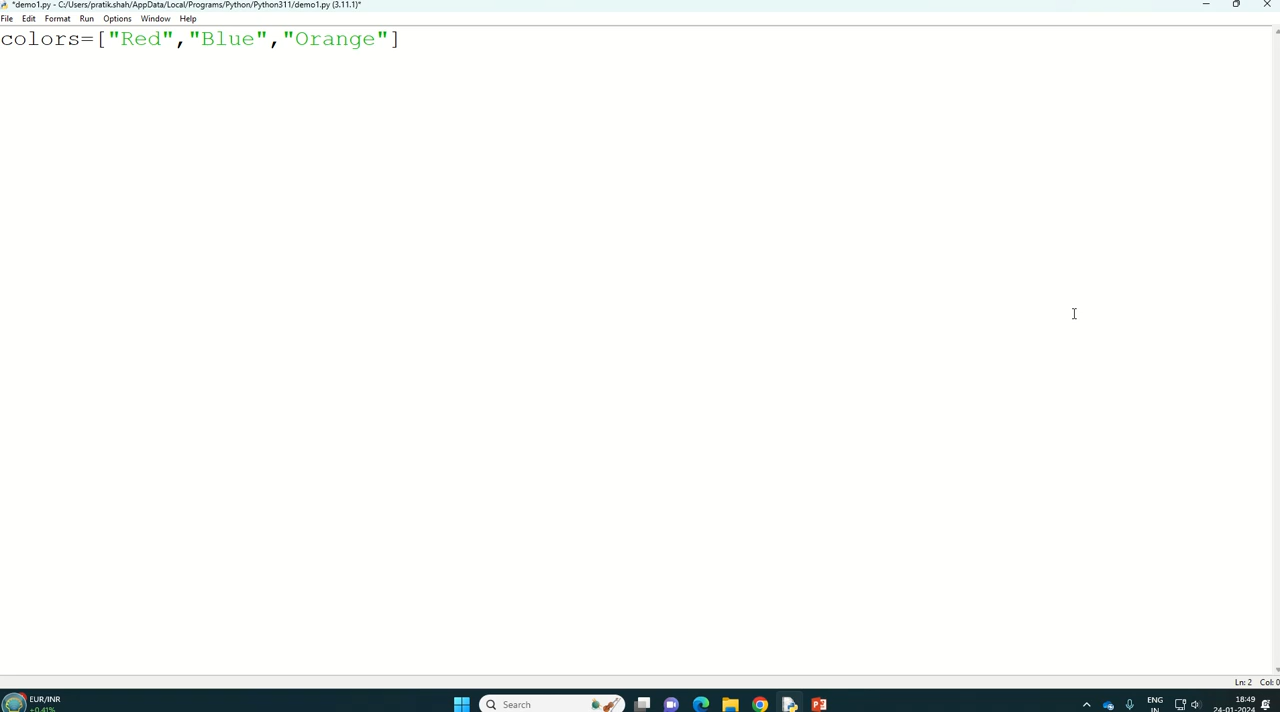 *demo1.py - C:/Users/pratik.shah/AppData/Local/Programs/Python/Python311/demo1.py (3.11.1)*
File Edit Format Run Options Window Help
colors=["Red","Blue","Orange"]
Ln: 2 Col: 0
EUR/INR
+0.41%
Search
ENG
IN
18:49
24-01-2024